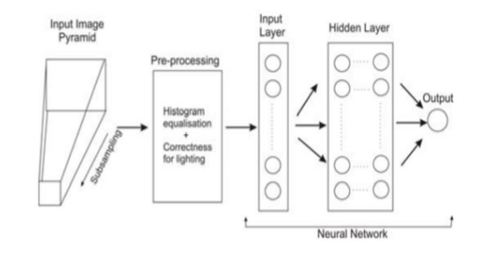 Input Image
Pyramid
Subsampling
Pre-processing
Histogram
equalisation
+
Correctness
for lighting
Input
Layer
Hidden Layer
Output
Neural Network